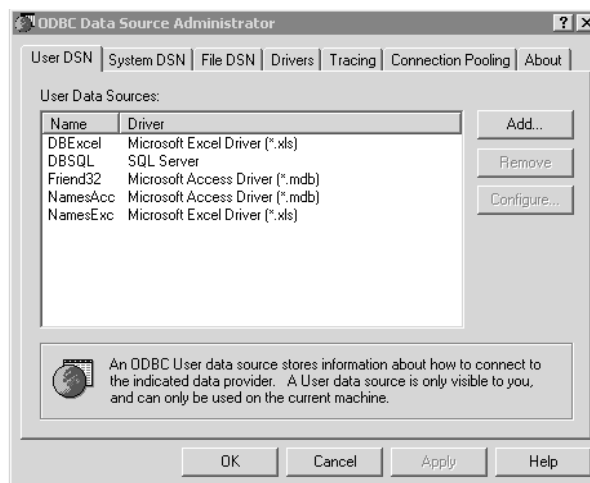 ODBC Data Source Administrator ? X
User DSN System DSN File DSN Drivers Tracing Connection Pooling About
User Data Sources:
Name Driver
DBExcel Microsoft Excel Driver (*.xls)
DBSQL SQL Server
Friend32 Microsoft Access Driver (*.mdb)
NamesAcc Microsoft Access Driver (*.mdb)
NamesExc Microsoft Excel Driver (*.xls)
Add...
Remove
Configure...
An ODBC User data source stores information about how to connect to
the indicated data provider. A User data source is only visible to you,
and can only be used on the current machine.
OK Cancel Apply Help